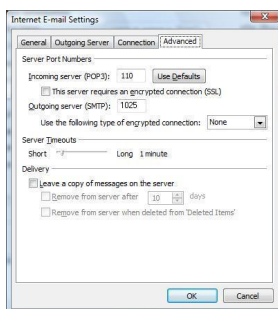 Internet E-mail Settings
General Outgoing Server Connection Advanced
Server Port Numbers
Incoming server (POP3): 110 Use Defaults
This server requires an encrypted connection (SSL)
Outgoing server (SMTP): 1025
Use the following type of encrypted connection: None
Server Timeouts
Short Long 1 minute
Delivery
Leave a copy of messages on the server
Remove from server after 10 days
Remove from server when deleted from 'Deleted Items'
OK Cancel